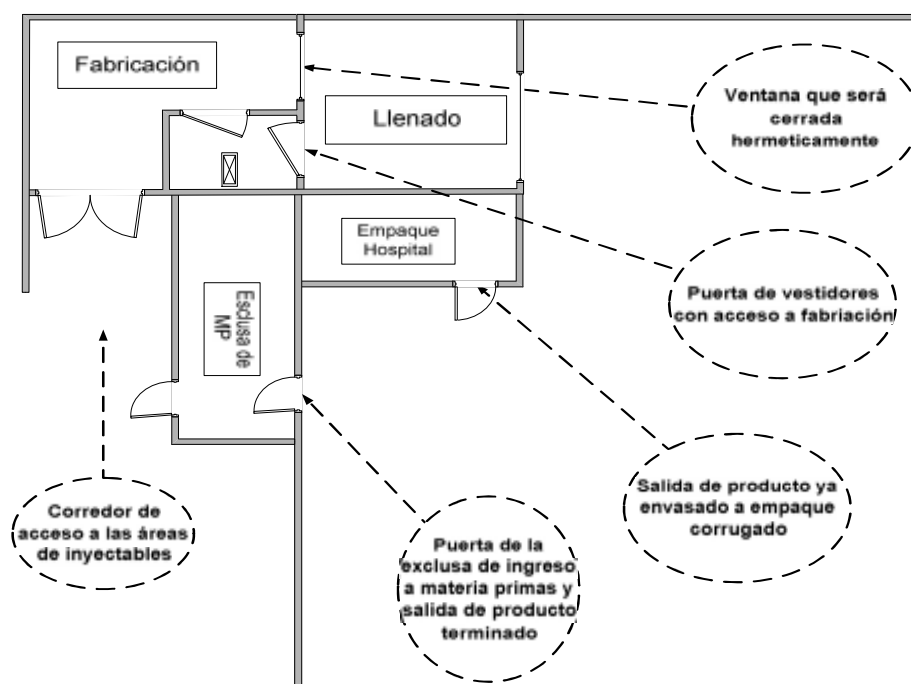 Fabricación
Llenado
Ventana que será
cerrada
hermeticamente
Empaque
Hospital
Puerta de vestidores
con acceso a fabriación
Esclusa de
MP
Salida de producto ya
envasado a empaque
corrugado
Corredor de
acceso a las áreas
de inyectables
Puerta de la
exclusa de ingreso
a materia primas y
salida de producto
terminado